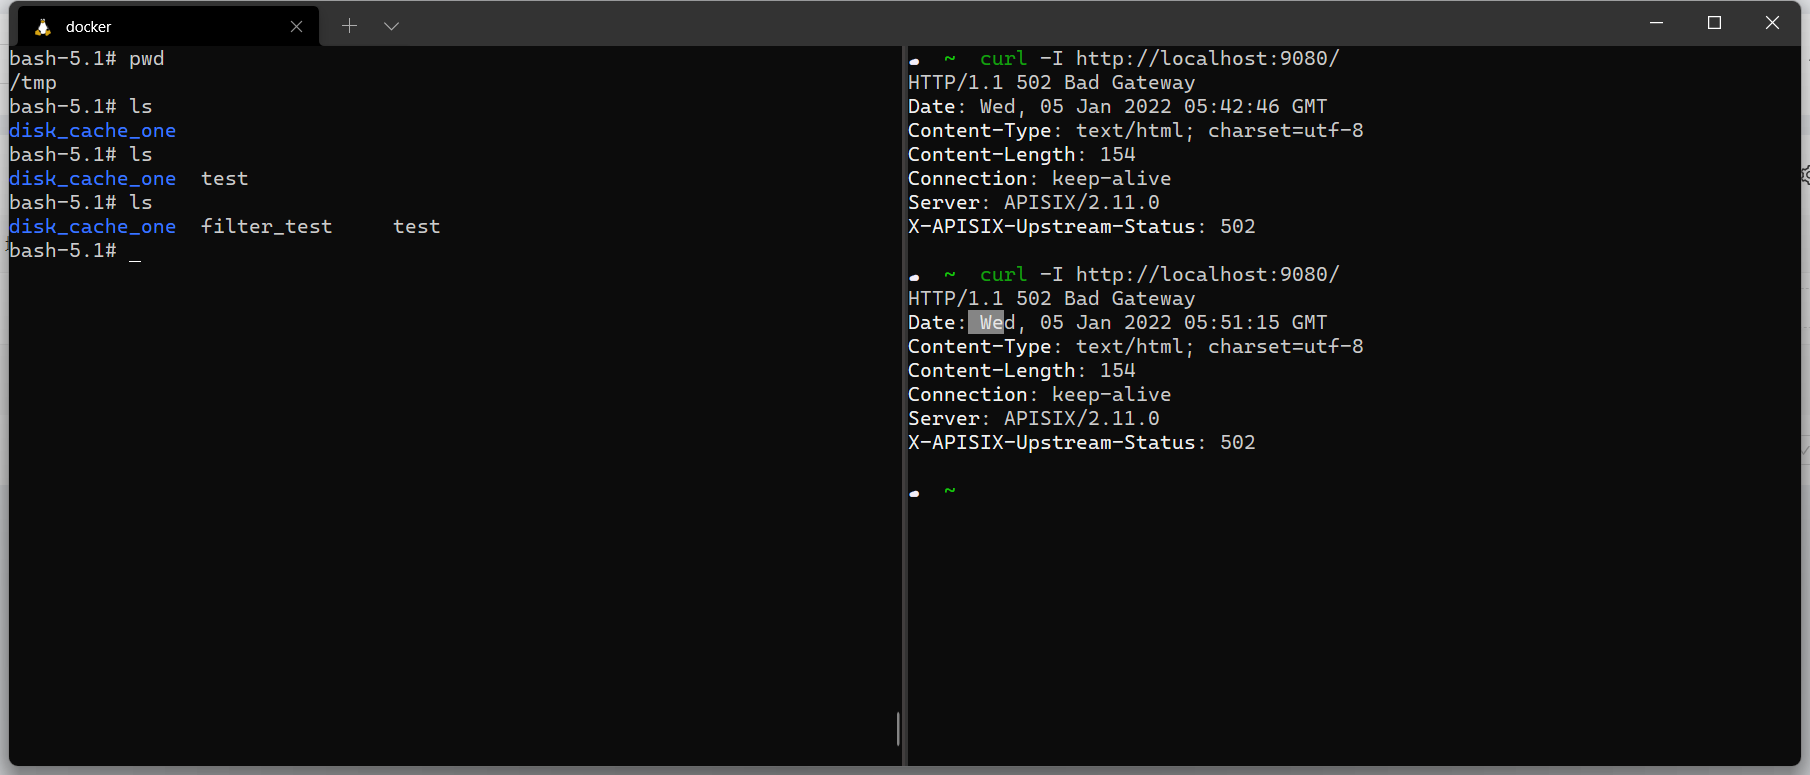 docker
bash-5.1# pwd
/tmp
bash-5.1# ls
disk_cache_one
bash-5.1# ls
disk_cache_one  test
bash-5.1# ls
disk_cache_one  filter_test     test
bash-5.1# _
~  curl -I http://localhost:9080/
HTTP/1.1 502 Bad Gateway
Date: Wed, 05 Jan 2022 05:42:46 GMT
Content-Type: text/html; charset=utf-8
Content-Length: 154
Connection: keep-alive
Server: APISIX/2.11.0
X-APISIX-Upstream-Status: 502
~  curl -I http://localhost:9080/
HTTP/1.1 502 Bad Gateway
Date: Wed, 05 Jan 2022 05:51:15 GMT
Content-Type: text/html; charset=utf-8
Content-Length: 154
Connection: keep-alive
Server: APISIX/2.11.0
X-APISIX-Upstream-Status: 502
~